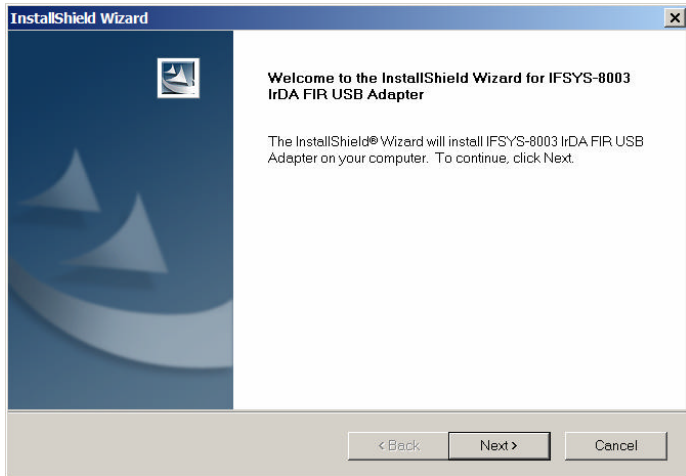 InstallShield Wizard
Welcome to the InstallShield Wizard for IFSYS-8003
IrDA FIR USB Adapter
The InstallShield® Wizard will install IFSYS-8003 IrDA FIR USB
Adapter on your computer. To continue, click Next.
< Back
Next >
Cancel